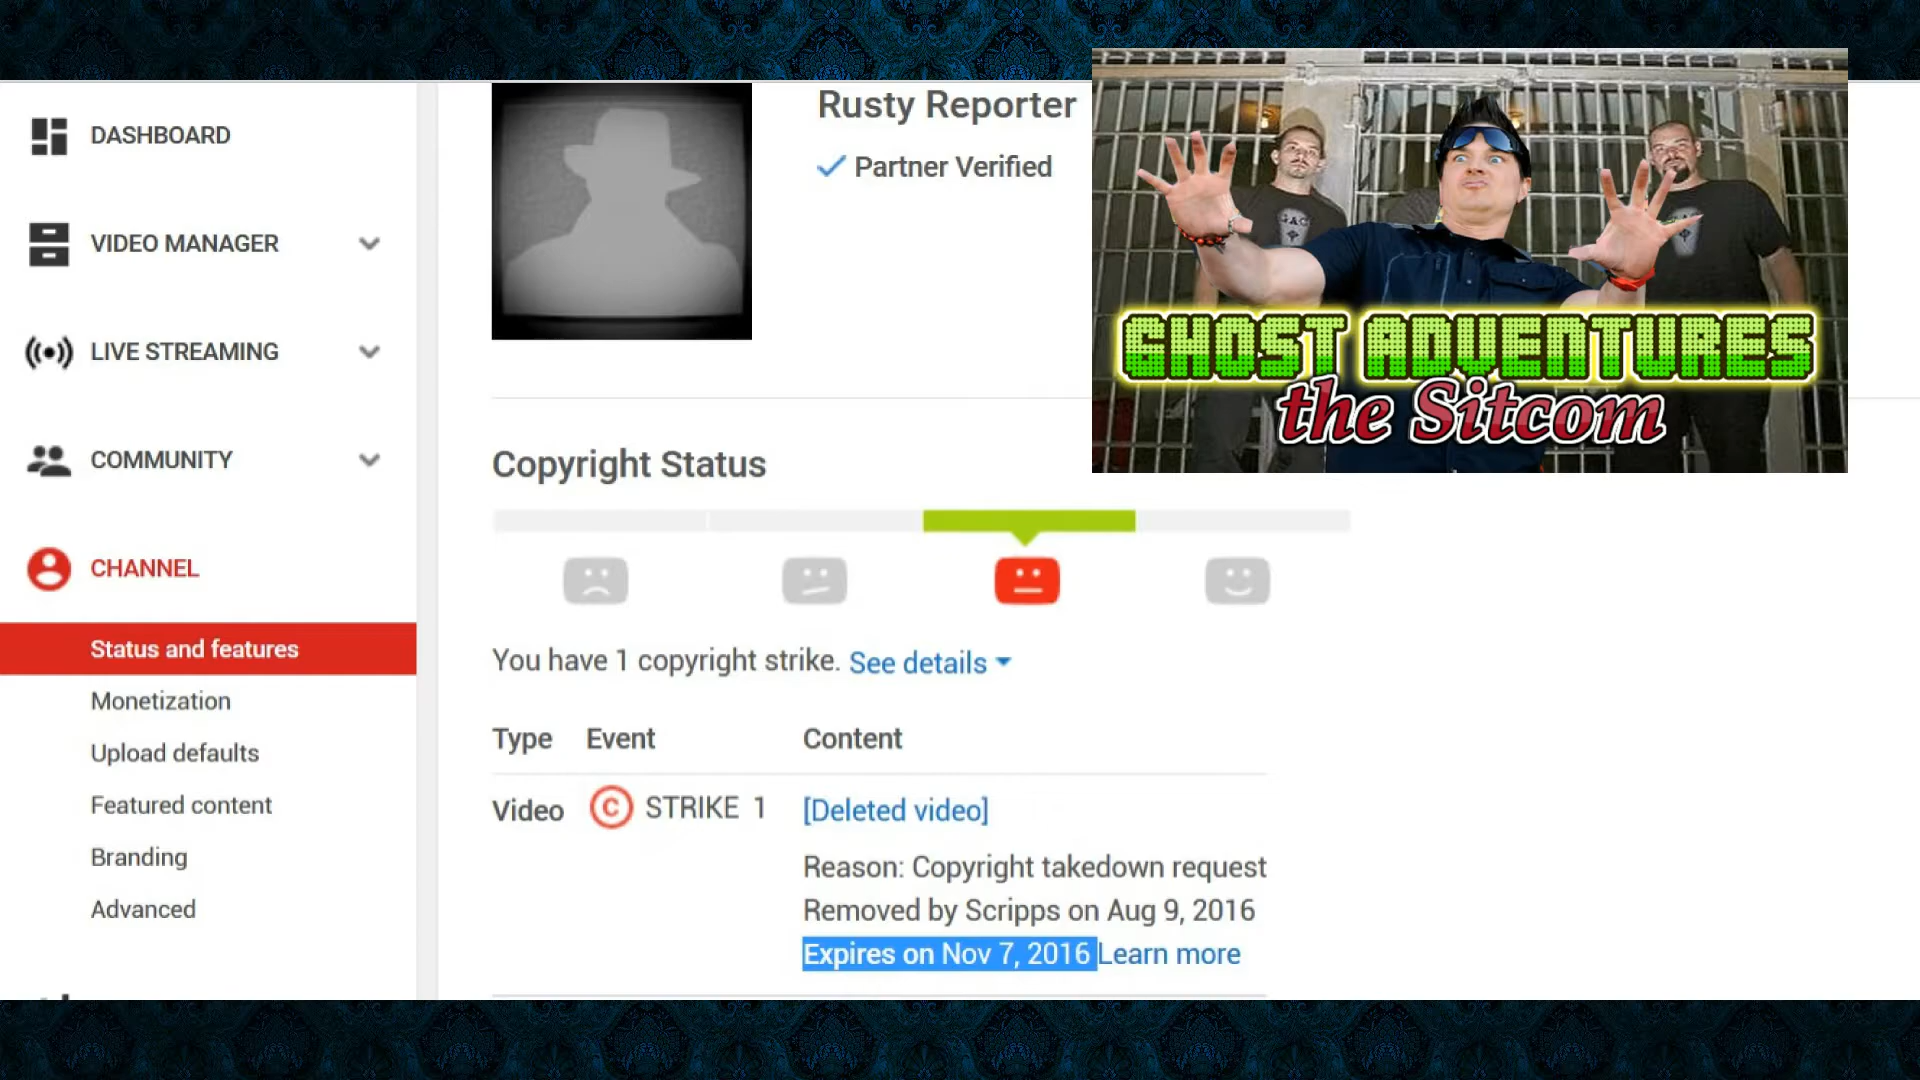 DASHBOARD
VIDEO MANAGER
LIVE STREAMING
COMMUNITY
CHANNEL
Status and features
Monetization
Upload defaults
Featured content
Branding
Advanced
Rusty Reporter
Partner Verified
GHOST ADVENTURES
the Sitcom
Copyright Status
You have 1 copyright strike. See details
Type Event Content
Video © STRIKE 1 [Deleted video]
Reason: Copyright takedown request
Removed by Scripps on Aug 9, 2016
Expires on Nov 7, 2016 Learn more